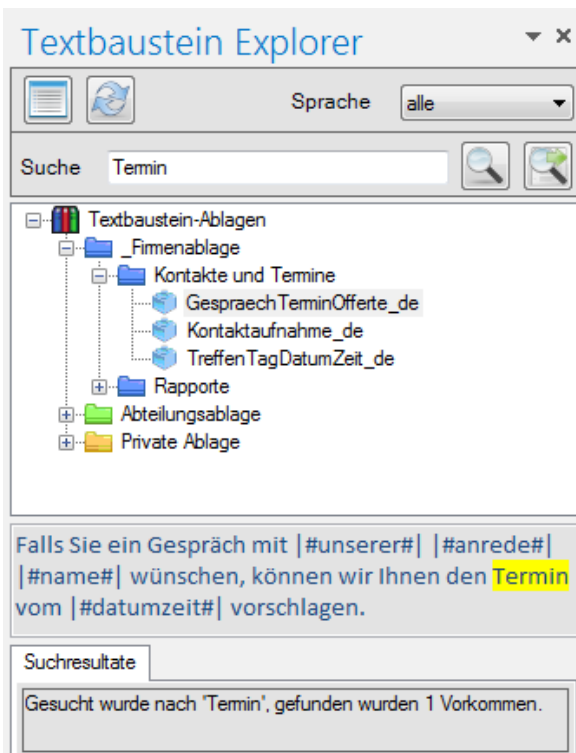 Textbaustein Explorer
Sprache alle
Suche Termin
Textbaustein-Ablagen
_Firmenablage
Kontakte und Termine
GespraechTerminOfferte_de
Kontaktaufnahme_de
TreffenTagDatumZeit_de
Rapporte
Abteilungsablage
Private Ablage
Falls Sie ein Gespräch mit |#unserer#| |#anrede#|
|#name#| wünschen, können wir Ihnen den Termin
vom |#datumzeit#| vorschlagen.
Suchresultate
Gesucht wurde nach 'Termin', gefunden wurden 1 Vorkommen.